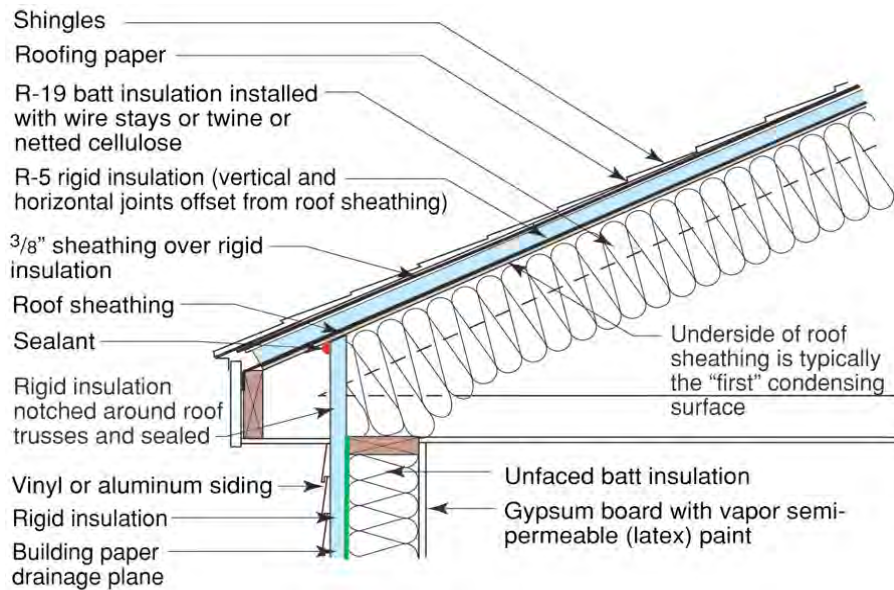 Shingles
Roofing paper
R-19 batt insulation installed
with wire stays or twine or
netted cellulose
R-5 rigid insulation (vertical and
horizontal joints offset from roof sheathing)
3/8” sheathing over rigid
insulation
Roof sheathing
Sealant
Rigid insulation
notched around roof
trusses and sealed
Underside of roof
sheathing is typically
the “first” condensing
surface
Vinyl or aluminum siding
Rigid insulation
Building paper
drainage plane
Unfaced batt insulation
Gypsum board with vapor semi-
permeable (latex) paint